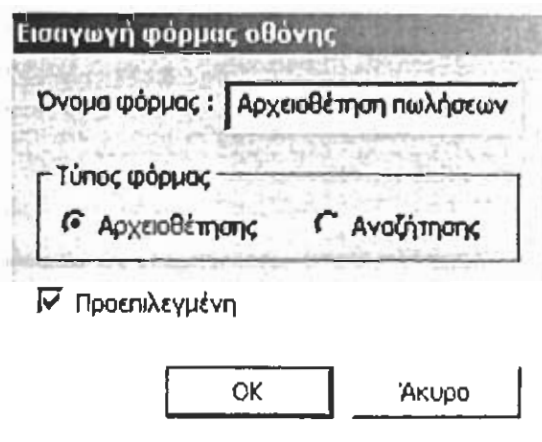 Εισαγωγή φόρμας οθόνης
Όνομα φόρμας : Αρχειοθέτηση πωλήσεων
Τύπος φόρμας
Αρχειοθέτησης Αναζήτησης
Προεπιλεγμένη
OK Άκυρο